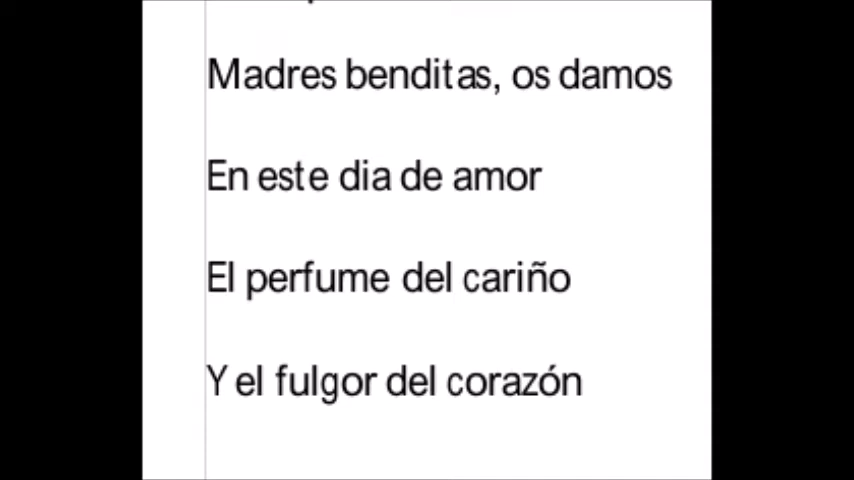 Madres benditas, os damos
En este dia de amor
El perfume del cariño
Y el fulgor del corazón